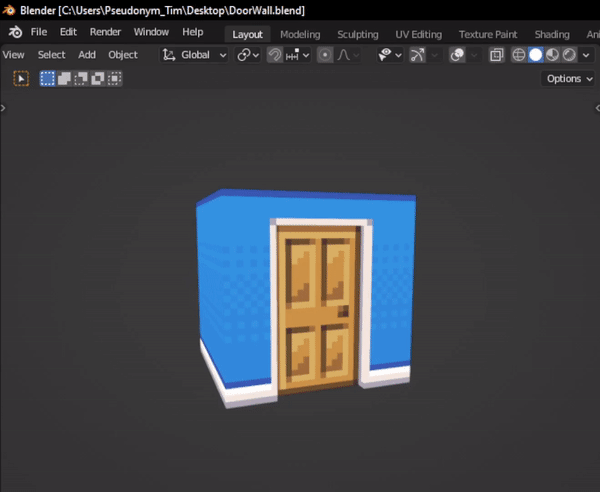 Blender [C:\Users\Pseudonym_Tim\Desktop\DoorWall.blend]
File Edit Render Window Help Layout Modeling Sculpting UV Editing Texture Paint Shading Ani
View Select Add Object Global
Options